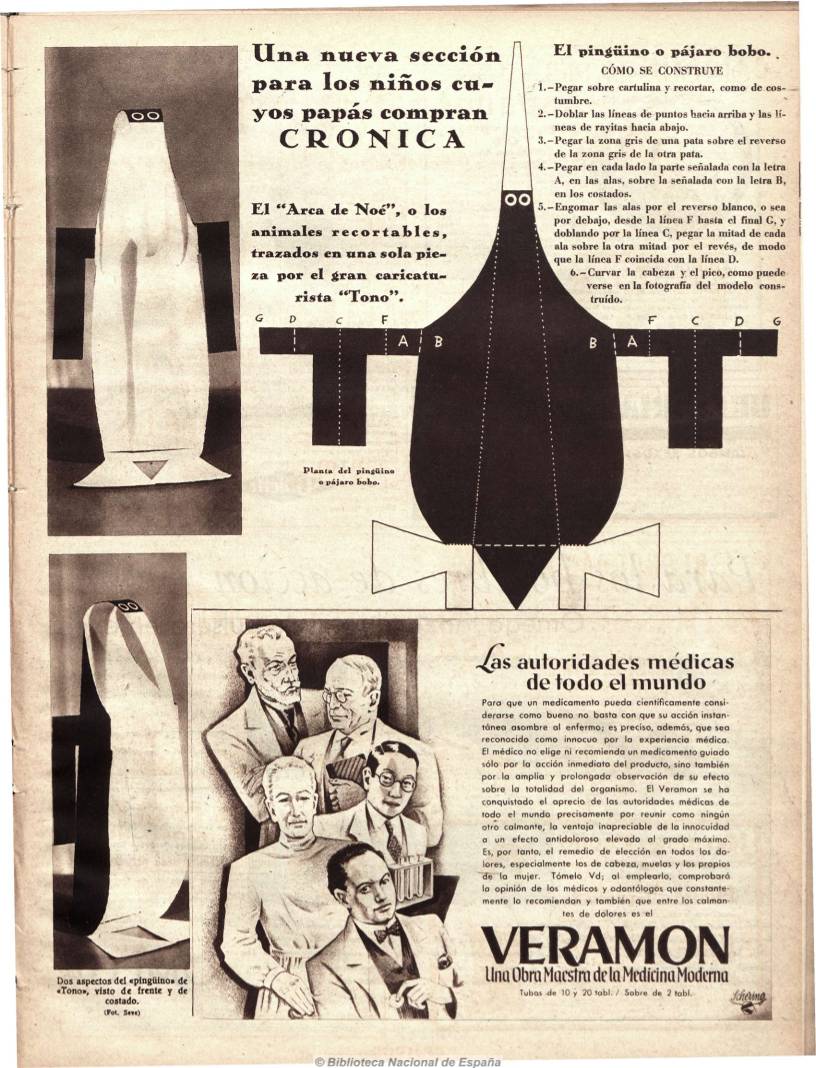 Una nueva sección
para los niños cu-
yos papás compran
CRONICA
El "Arca de Noé", o los
animales recortables,
trazados en una sola pie-
za por el gran caricatu-
rista "Tono".
El pingüino o pájaro bobo.
CÓMO SE CONSTRUYE
1.—Pegar sobre cartulina y recortar, como de cos-
tumbre.
2.—Doblar las líneas de puntos hacia arriba y las lí-
neas de rayitas hacia abajo.
3.—Pegar la zona gris de una pata sobre el reverso
de la zona gris de la otra pata.
4.—Pegar en cada lado la parte señalada con la letra
A, en las alas, sobre la señalada con la letra B,
en los costados.
5.—Engomar las alas por el reverso blanco, o sea
por debajo, desde la línea F hasta el final G, y
doblando por la línea C, pegar la mitad de cada
ala sobre la otra mitad por el revés, de modo
que la línea F coincida con la línea D.
6.—Curvar la cabeza y el pico, como puede
verse en la fotografía del modelo cons-
truído.
G D C F F C D G
A B B A
Planta del pingüino
o pájaro bobo.
Dos aspectos del «pingüino» de
«Tono», visto de frente y de
costado.
(Fot. Seve)
Las autoridades médicas
de todo el mundo
Para que un medicamento pueda científicamente consi-
derarse como bueno no basta con que su acción instan-
tánea asombre al enfermo; es preciso, además, que sea
reconocido como innocuo por la experiencia médica.
El médico no elige ni recomienda un medicamento guiado
sólo por la acción inmediata del producto, sino también
por la amplia y prolongada observación de su efecto
sobre la totalidad del organismo. El Veramon se ha
conquistado el aprecio de las autoridades médicas de
todo el mundo precisamente por reunir como ningún
otro calmante, la ventaja inapreciable de la innocuidad
a un efecto antidoloroso elevado al grado máximo.
Es, por tanto, el remedio de elección en todos los do-
lores, especialmente los de cabeza, muelas y los propios
de la mujer. Tómelo Vd; al emplearlo, comprobará
la opinión de los médicos y odontólogos que constante-
mente lo recomiendan y también que entre los calman-
tes de dolores es el
VERAMON
Una Obra Maestra de la Medicina Moderna
Tubos de 10 y 20 tabl. / Sobre de 2 tabl.
Schering
© Biblioteca Nacional de España